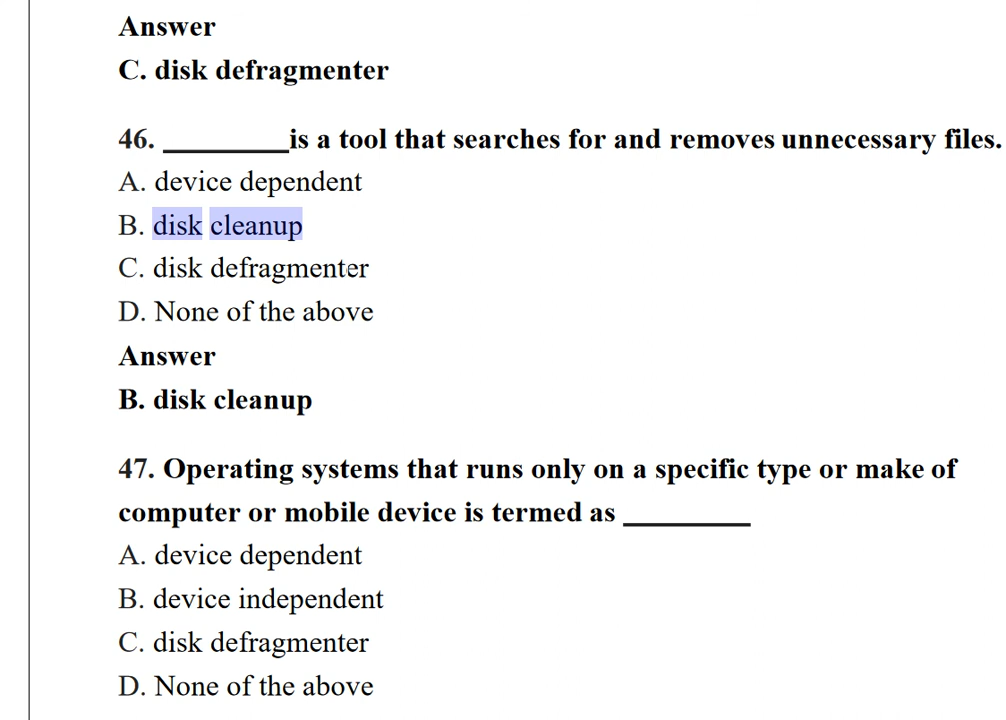 Answer
C. disk defragmenter
46. _________is a tool that searches for and removes unnecessary files.
A. device dependent
B. disk cleanup
C. disk defragmenter
D. None of the above
Answer
B. disk cleanup
47. Operating systems that runs only on a specific type or make of
computer or mobile device is termed as _________
A. device dependent
B. device independent
C. disk defragmenter
D. None of the above